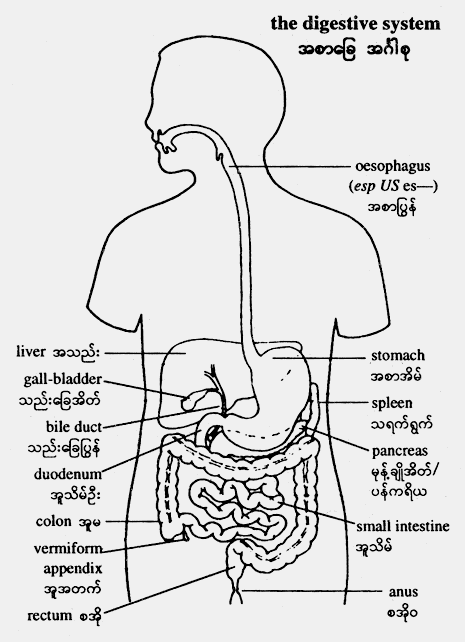 the digestive system
အစာခြေ အင်္ဂါစု
oesophagus
(esp US es—)
အစာပြွန်
liver အသည်း
gall-bladder
သည်းခြေအိတ်
bile duct
သည်းခြေပြွန်
duodenum
အူသိမ်ဦး
colon အူမ
vermiform
appendix
အူအတက်
rectum စအို
stomach
အစာအိမ်
spleen
သရက်ရွက်
pancreas
မုန့်ချိုအိတ်/
ပန်ကရိယ
small intestine
အူသိမ်
anus
စအိုဝ